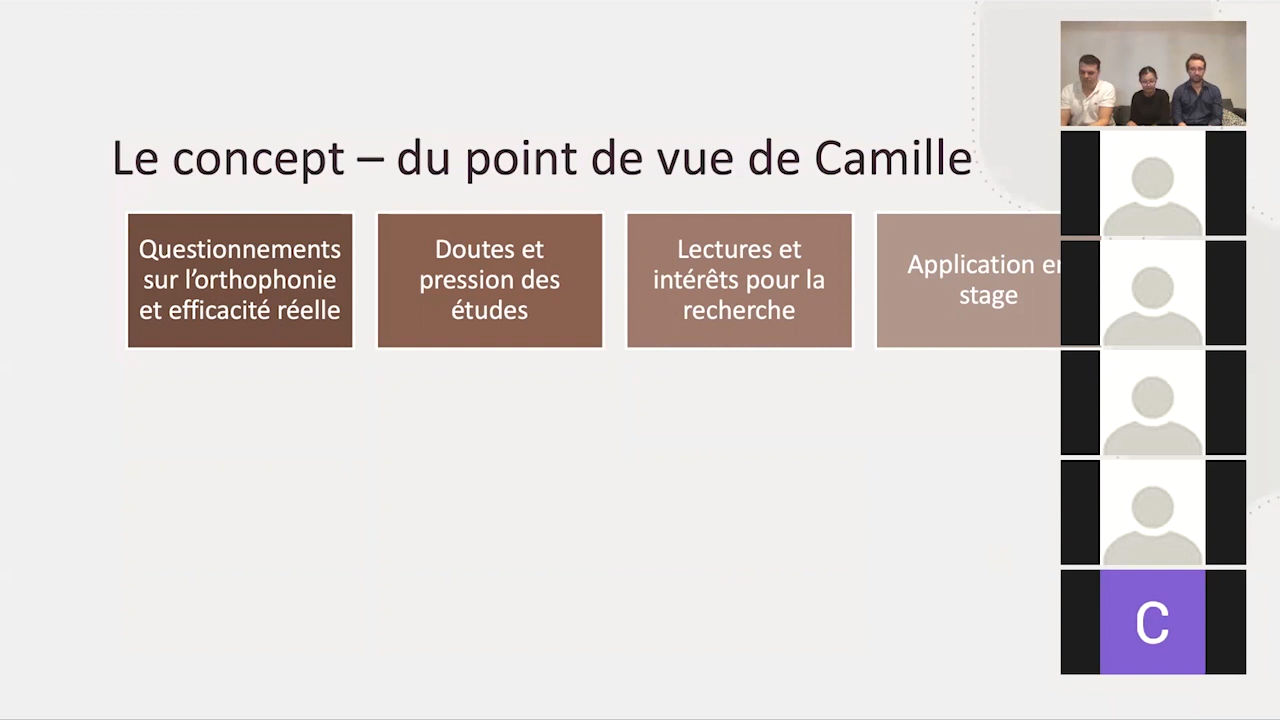 Le concept – du point de vue de Camille
Questionnements
sur l’orthophonie
et efficacité réelle
Doutes et
pression des
études
Lectures et
intérêts pour la
recherche
Application
stage
C